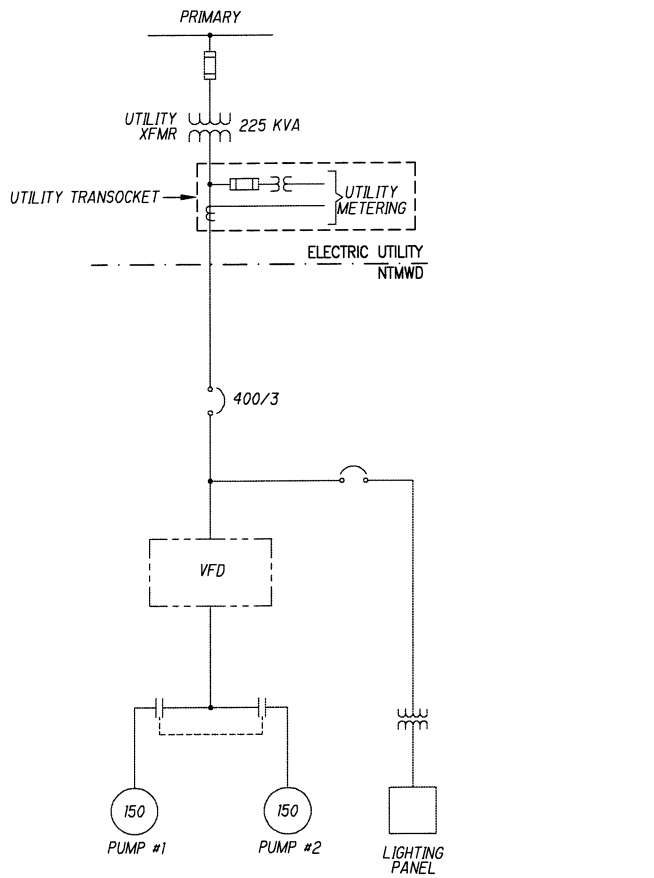 PRIMARY
UTILITY
XFMR
225 KVA
UTILITY TRANSOCKET
UTILITY
METERING
ELECTRIC UTILITY
NTMWD
400/3
VFD
150
150
PUMP #1
PUMP #2
LIGHTING
PANEL